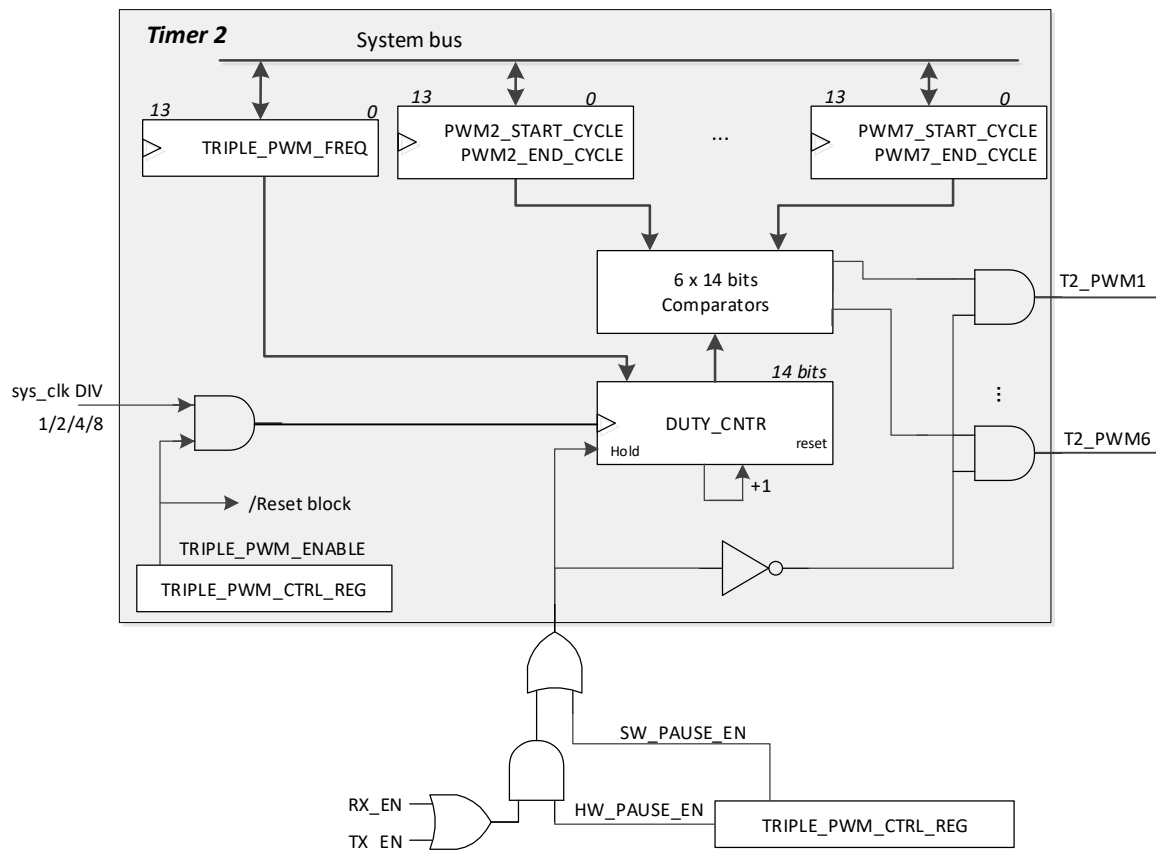 Timer 2
System bus
13
0
TRIPLE_PWM_FREQ
13
0
PWM2_START_CYCLE
PWM2_END_CYCLE
...
13
0
PWM7_START_CYCLE
PWM7_END_CYCLE
6 x 14 bits
Comparators
T2_PWM1
sys_clk DIV
1/2/4/8
14 bits
DUTY_CNTR
Hold
reset
+1
...
T2_PWM6
/Reset block
TRIPLE_PWM_ENABLE
TRIPLE_PWM_CTRL_REG
SW_PAUSE_EN
RX_EN
TX_EN
HW_PAUSE_EN
TRIPLE_PWM_CTRL_REG